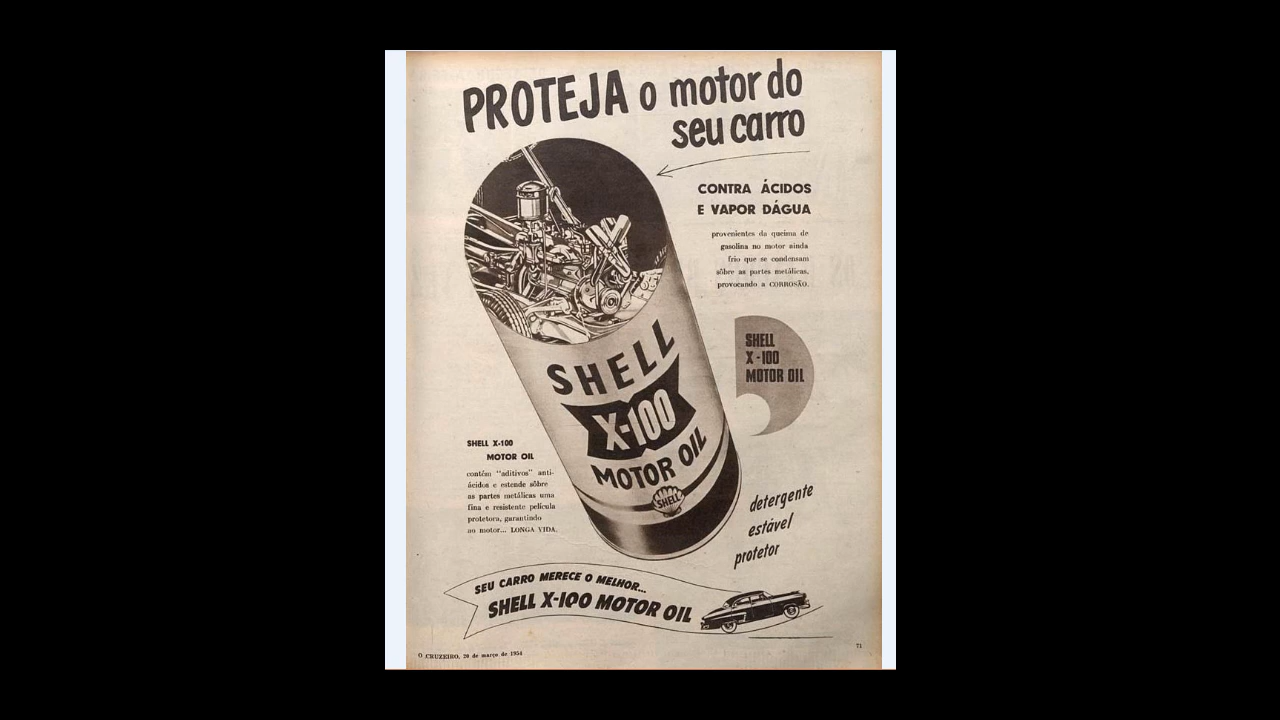 PROTEJA o motor do
seu carro
CONTRA ÁCIDOS
E VAPOR DÁGUA
provenientes da queima de
gasolina no motor ainda
frio que se condensam
sôbre as partes metálicas,
provocando a CORROSÃO.
SHELL
X-100
MOTOR OIL
SHELL
X-100
MOTOR OIL
SHELL
SHELL X-100
MOTOR OIL
contêm "aditivos" anti-
ácidos e estende sôbre
as partes metálicas uma
fina e resistente película
protetora, garantindo
ao motor... LONGA VIDA.
detergente
estável
protetor
SEU CARRO MERECE O MELHOR...
SHELL X-100 MOTOR OIL
O CRUZEIRO, 20 de março de 1954
71